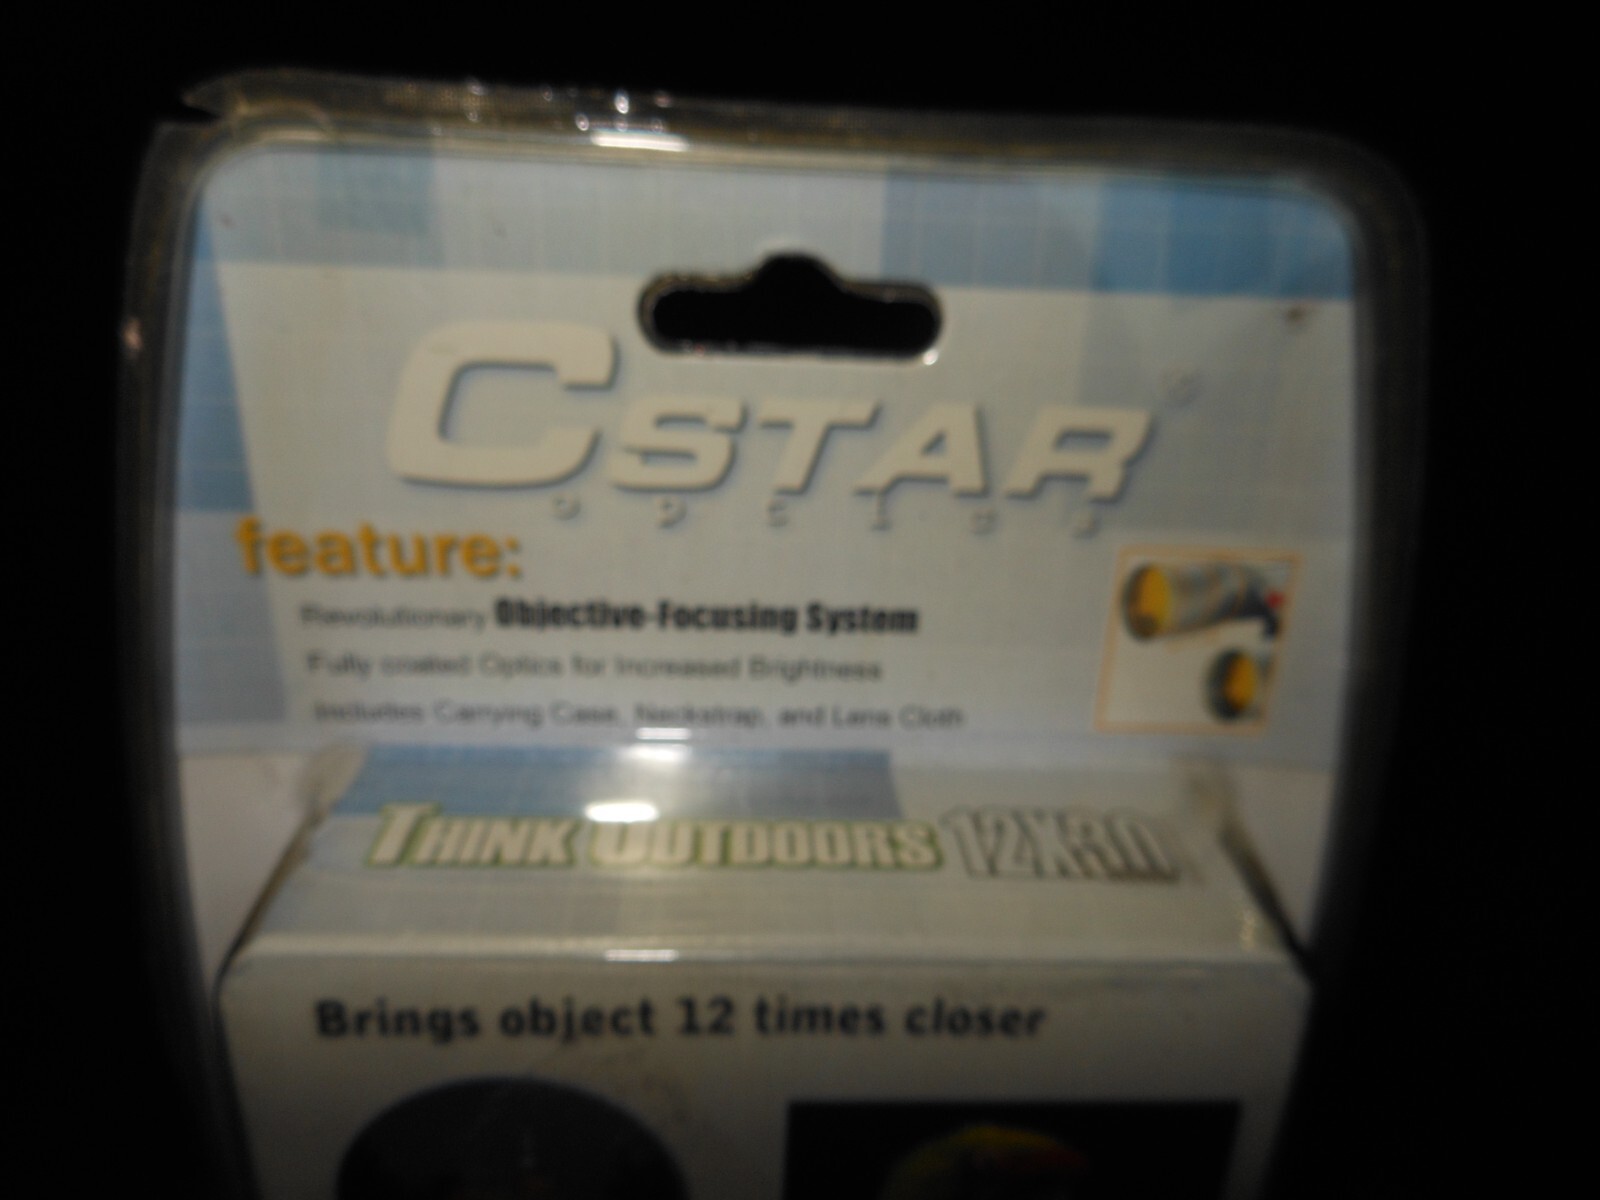 CSTAR
optics
feature:
Revolutionary Objective-Focusing System
Fully coated Optics for Increased Brightness
Includes Carrying Case, Neckstrap, and Lens Cloth
THINK OUTDOORS 12X30
Brings object 12 times closer